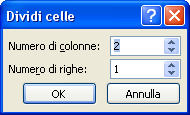 Dividi celle
Numero di colonne: 2
Numero di righe: 1
OK Annulla